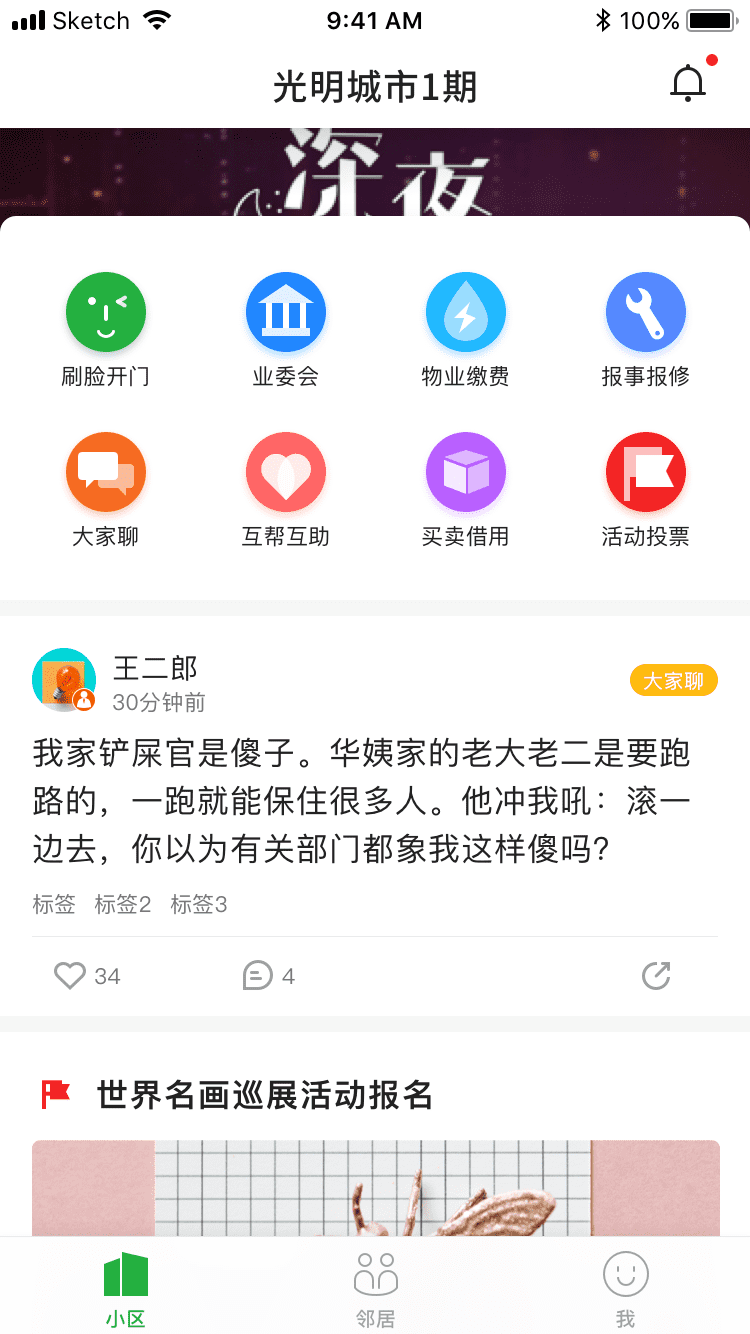 Sketch 9:41 AM 100%
光明城市1期
深夜
刷脸开门 业委会 物业缴费 报事报修
大家聊 互帮互助 买卖借用 活动投票
王二郎
大家聊
30分钟前
我家铲屎官是傻子。华姨家的老大老二是要跑
路的，一跑就能保住很多人。他冲我吼：滚一
边去，你以为有关部门都象我这样傻吗?
标签 标签2 标签3
34 4
世界名画巡展活动报名
小区 邻居 我